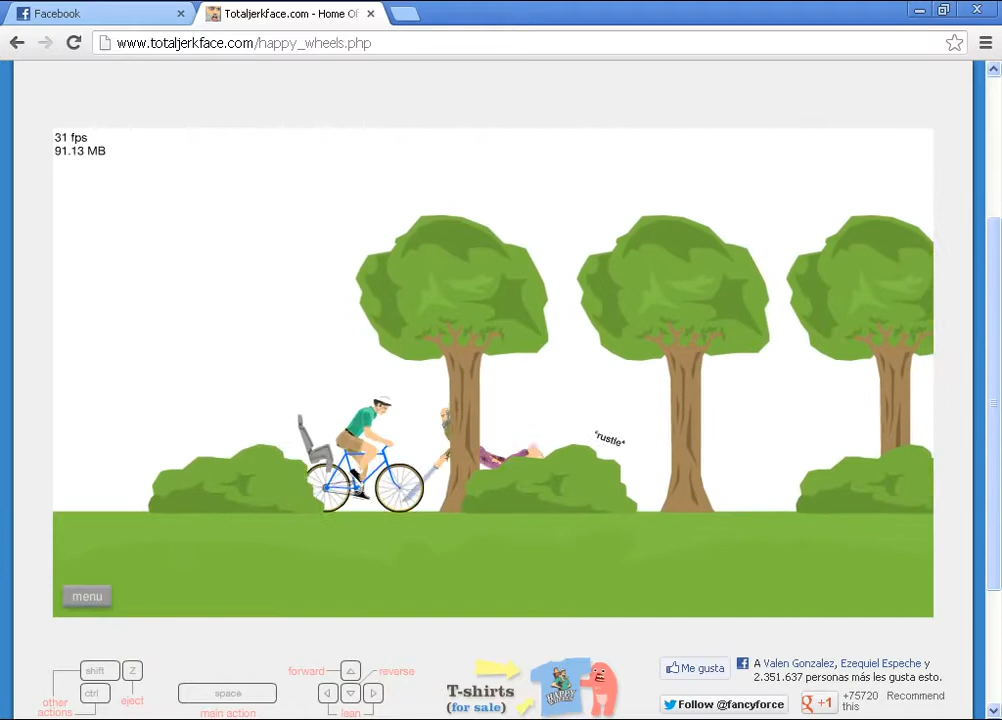 Facebook
Totaljerkface.com - Home Of
www.totaljerkface.com/happy_wheels.php
31 fps
91.13 MB
*rustle*
menu
shift
Z
ctrl
eject
other
actions
space
main action
forward
reverse
lean
T-shirts
(for sale)
HAPPY
WHEELS
Me gusta
A Valen Gonzalez, Ezequiel Espeche y
2.351.637 personas más les gusta esto.
Follow @fancyforce
g +1
+75720 Recommend
this